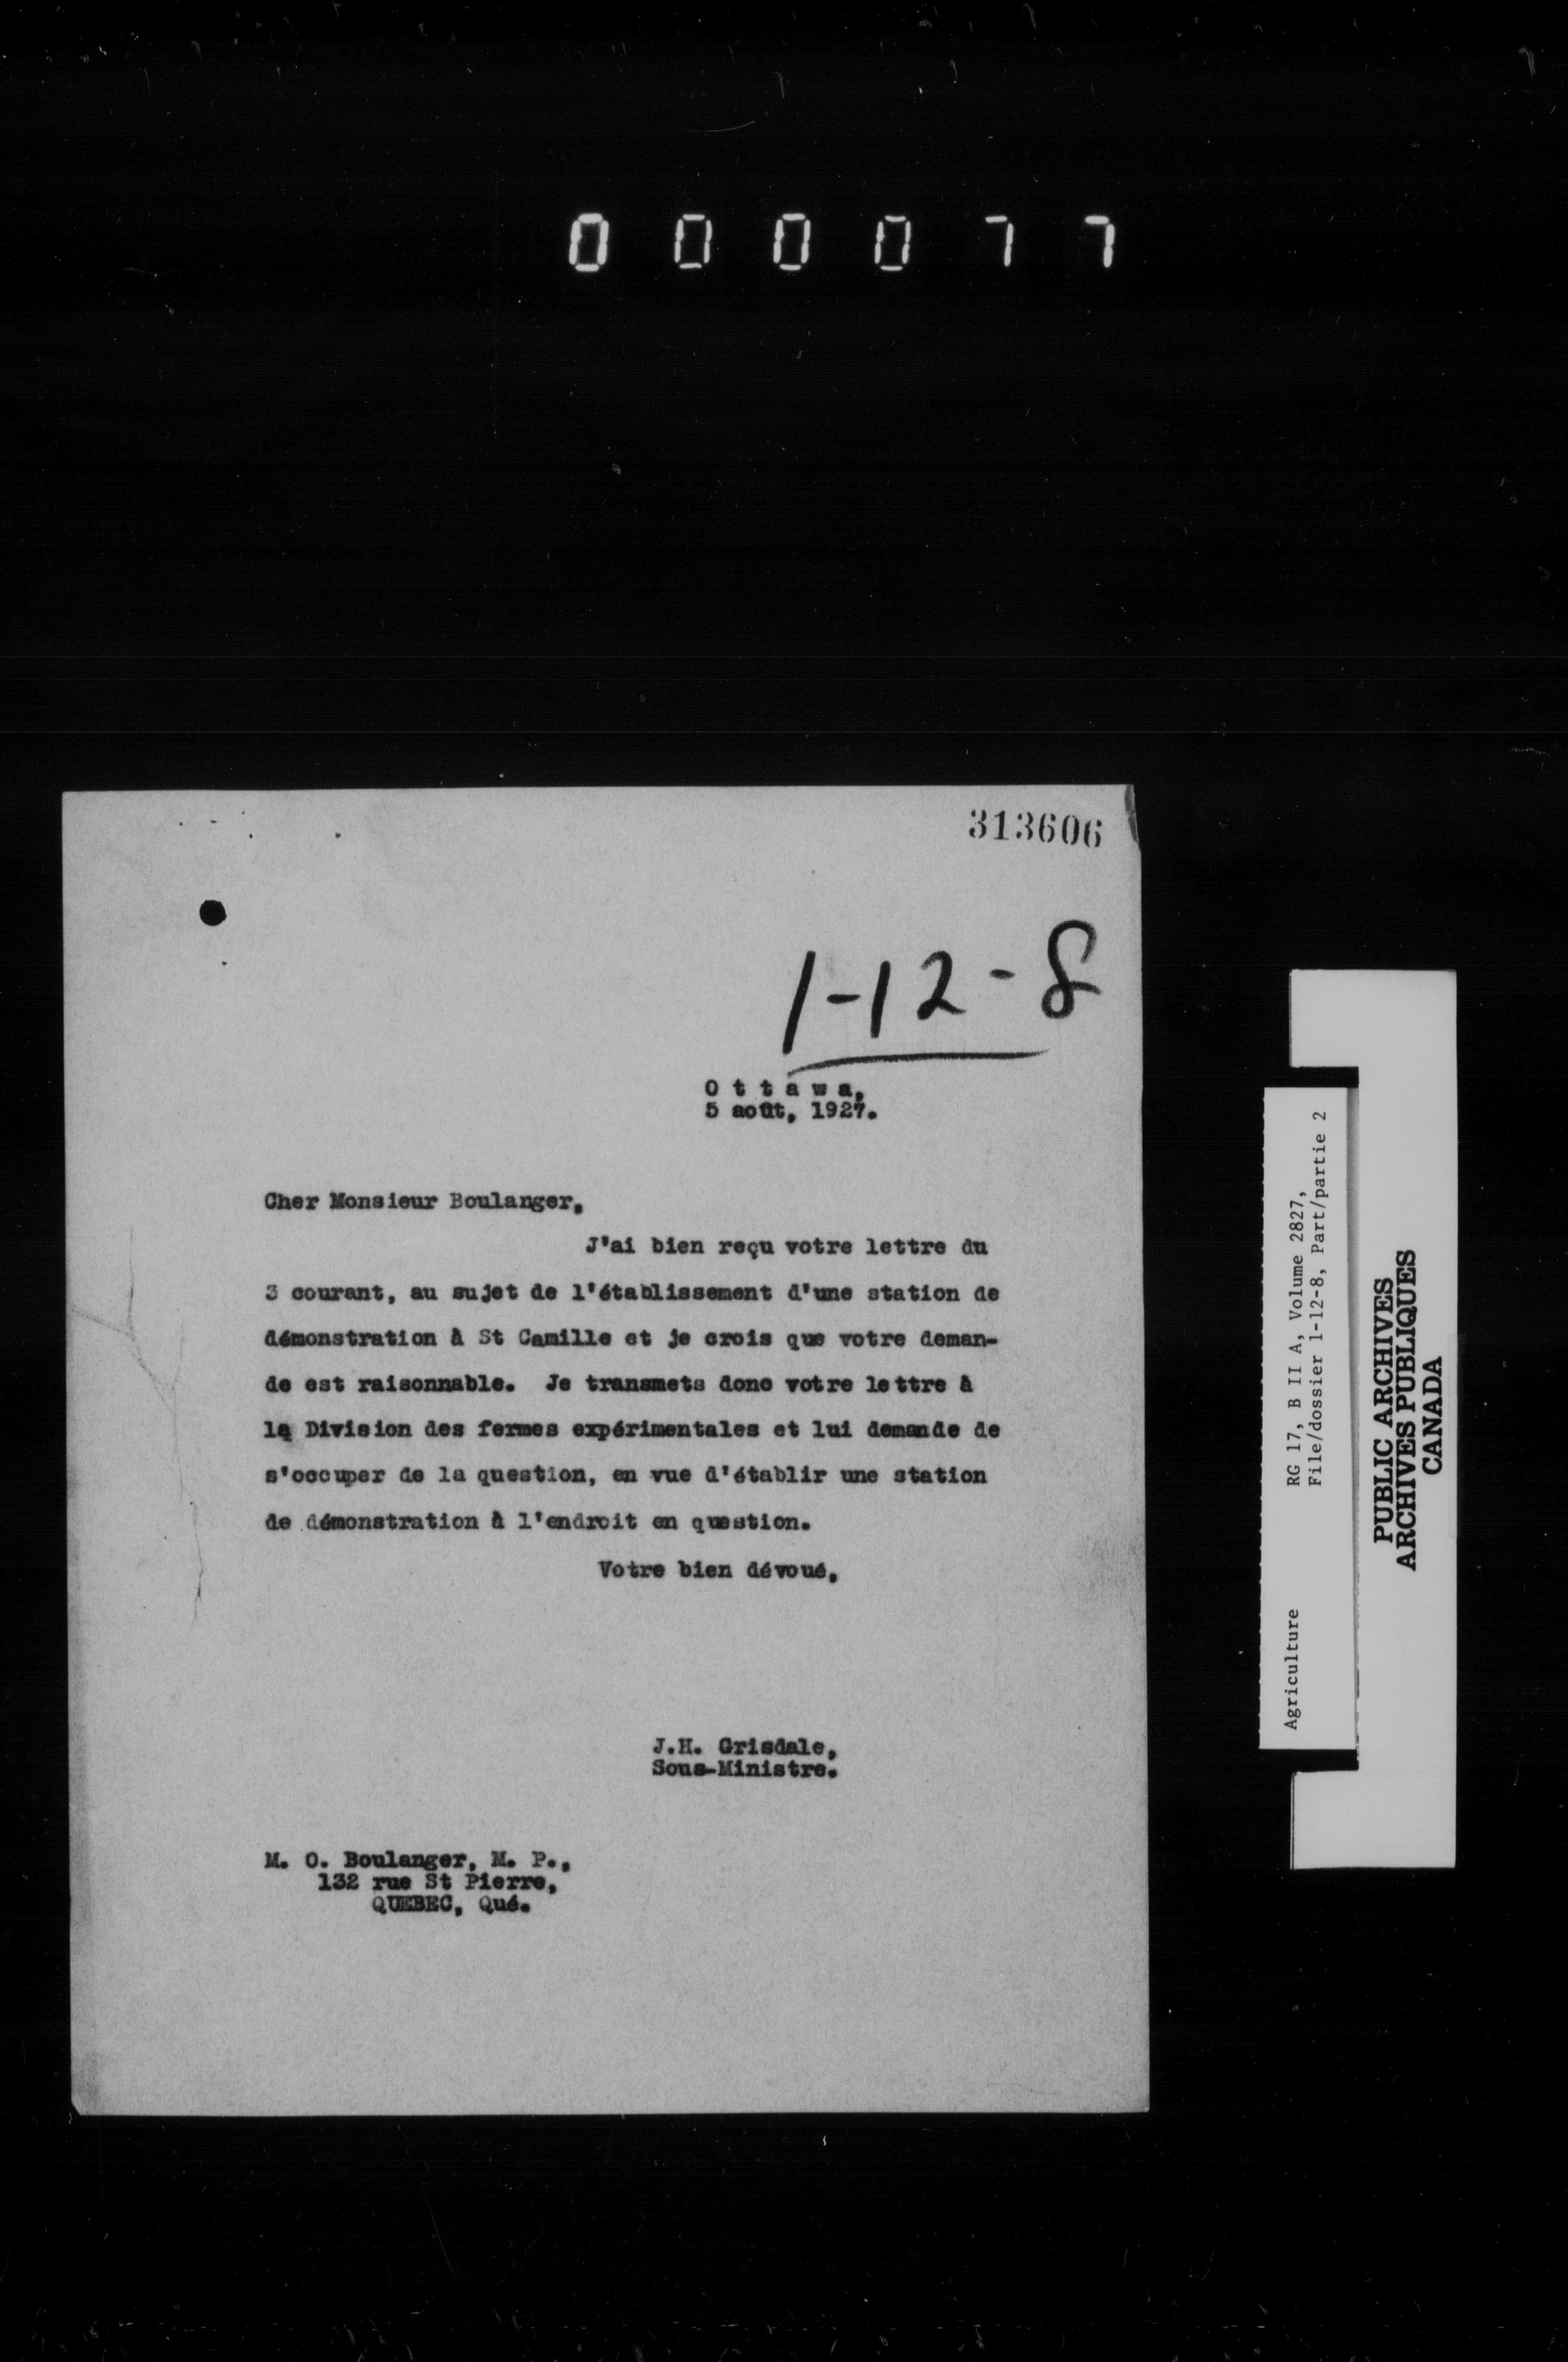 000077
313606
1-12-8
Ottawa,
5 août, 1927.
Cher Monsieur Boulanger,
J'ai bien reçu votre lettre du
3 courant, au sujet de l'établissement d'une station de
démonstration à St Camille et je crois que votre deman-
de est raisonnable. Je transmets donc votre lettre à
la Division des fermes expérimentales et lui demande de
s'occuper de la question, en vue d'établir une station
de démonstration à l'endroit en question.
Votre bien dévoué,
J.H. Grisdale,
Sous-Ministre.
M. O. Boulanger, M. P.,
132 rue St Pierre,
QUEBEC, Qué.
Agriculture RG 17, B II A, Volume 2827,
File/dossier 1-12-8, Part/partie 2
PUBLIC ARCHIVES
ARCHIVES PUBLIQUES
CANADA